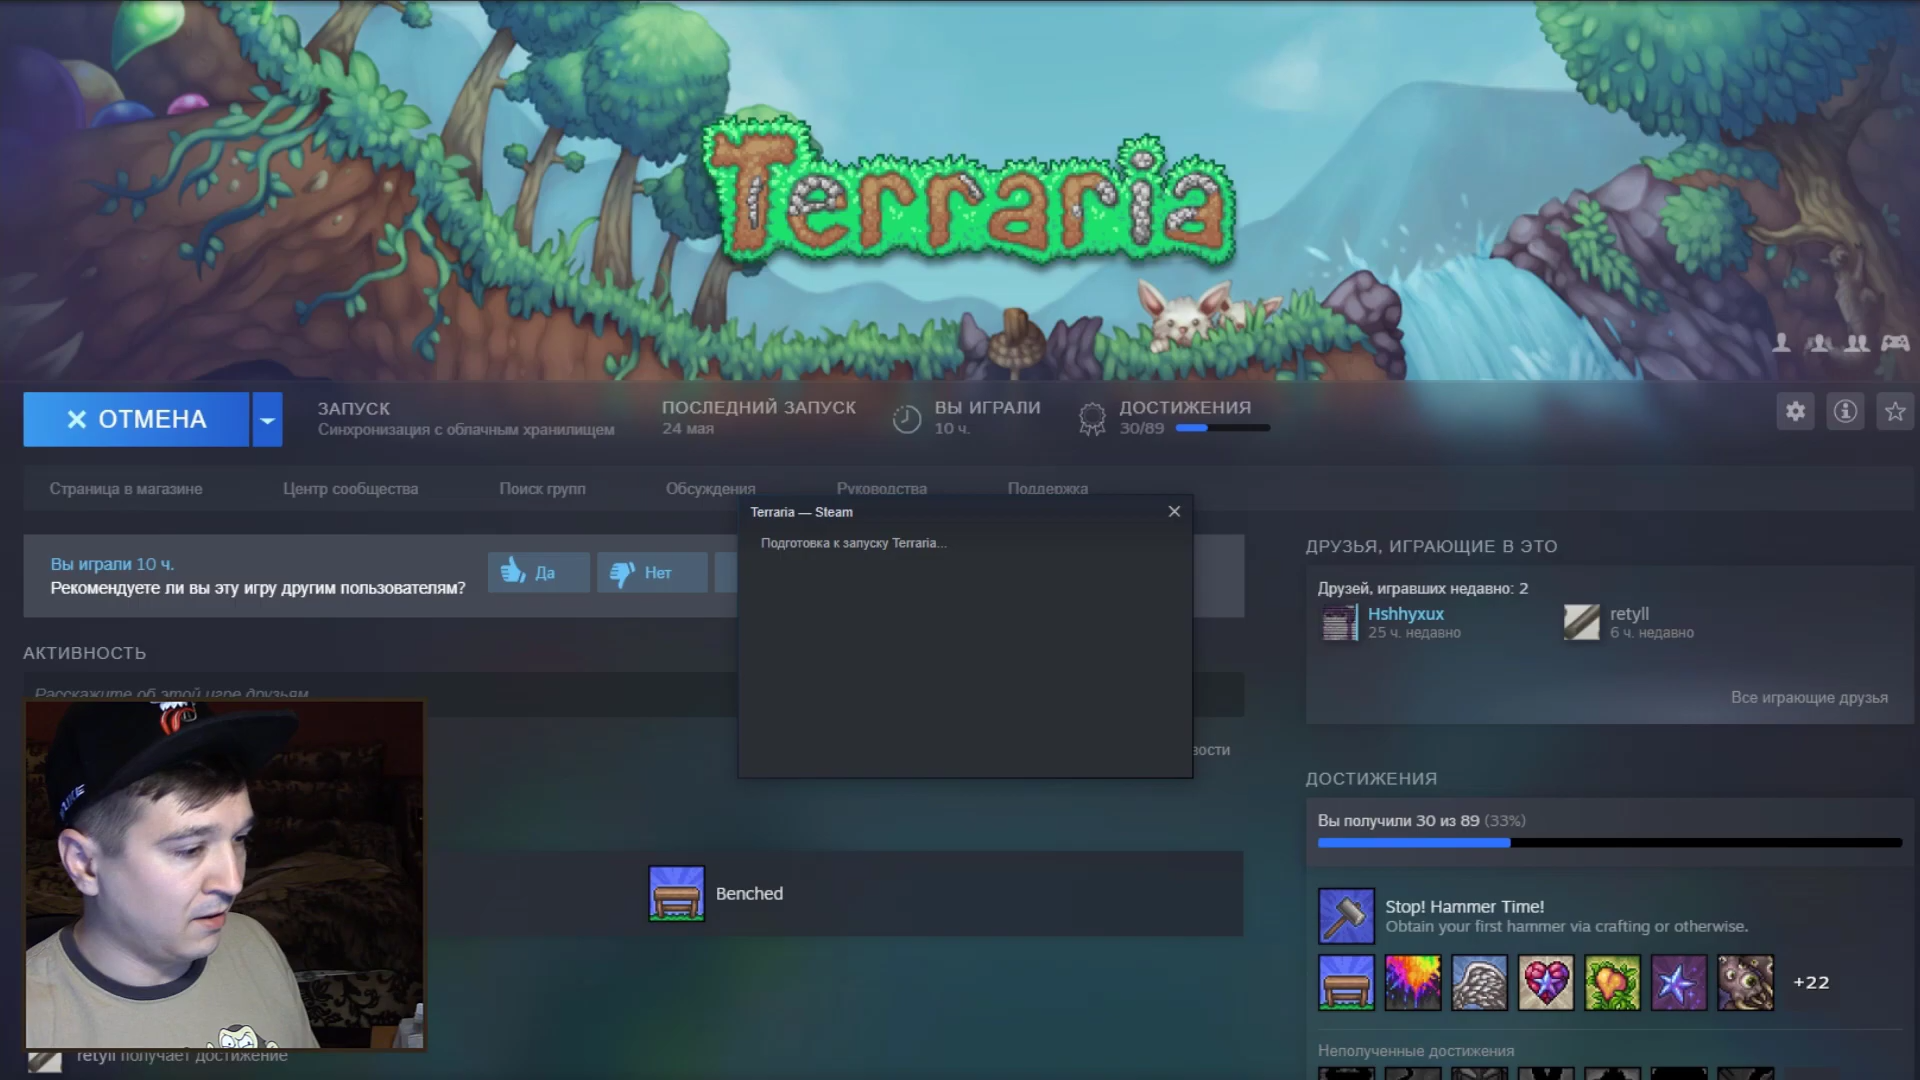 Terraria
ОТМЕНА
ЗАПУСК
Синхронизация с облачным хранилищем
ПОСЛЕДНИЙ ЗАПУСК
24 мая
ВЫ ИГРАЛИ
10 ч.
ДОСТИЖЕНИЯ
30/89
Страница в магазине
Центр сообщества
Поиск групп
Обсуждения
Руководства
Поддержка
Terraria — Steam
Подготовка к запуску Terraria...
Вы играли 10 ч.
Рекомендуете ли вы эту игру другим пользователям?
Да
Нет
АКТИВНОСТЬ
Расскажите об этой игре друзьям
вости
Benched
retyll получает достижение
ДРУЗЬЯ, ИГРАЮЩИЕ В ЭТО
Друзей, игравших недавно: 2
Hshhyxux
25 ч. недавно
retyll
6 ч. недавно
Все играющие друзья
ДОСТИЖЕНИЯ
Вы получили 30 из 89 (33%)
Stop! Hammer Time!
Obtain your first hammer via crafting or otherwise.
+22
Неполученные достижения